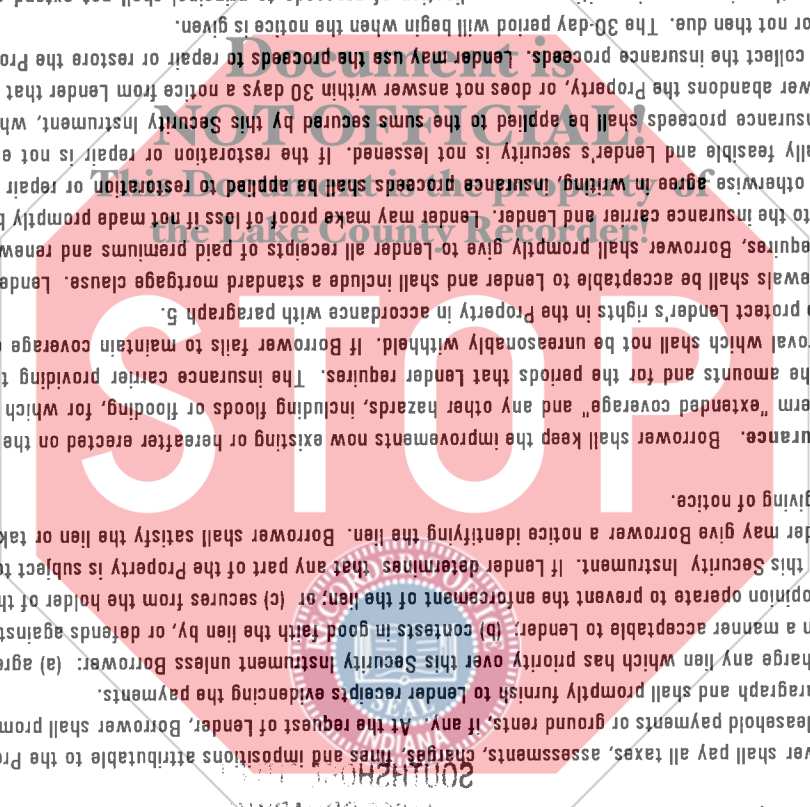 Document is
NOT OFFICIAL!
This Document is the property of
the Lake County Recorder!
STOP
SEAL
INDIANA
wer shall pay all taxes, assessments, charges, fines and impositions attributable to the Pro
leasehold payments or ground rents, if any. At the request of Lender, Borrower shall prom
ragraph and shall promptly furnish to Lender receipts evidencing the payments.
harge any lien which has priority over this Security Instrument unless Borrower: (a) agre
n a manner acceptable to Lender; (b) contests in good faith the lien by, or defends against
opinion operate to prevent the enforcement of the lien; or (c) secures from the holder of th
this Security Instrument. If Lender determines that any part of the Property is subject to
der may give Borrower a notice identifying the lien. Borrower shall satisfy the lien or tak
giving of notice.
urance. Borrower shall keep the improvements now existing or hereafter erected on the
erm "extended coverage" and any other hazards, including floods or flooding, for which
he amounts and for the periods that Lender requires. The insurance carrier providing t
roval which shall not be unreasonably withheld. If Borrower fails to maintain coverage
protect Lender's rights in the Property in accordance with paragraph 5.
ewals shall be acceptable to Lender and shall include a standard mortgage clause. Lende
equires, Borrower shall promptly give to Lender all receipts of paid premiums and renew
to the insurance carrier and Lender. Lender may make proof of loss if not made promptly b
otherwise agree in writing, insurance proceeds shall be applied to restoration or repair
lly feasible and Lender's security is not lessened. If the restoration or repair is not e
nsurance proceeds shall be applied to the sums secured by this Security Instrument, wh
wer abandons the Property, or does not answer within 30 days a notice from Lender that
collect the insurance proceeds. Lender may use the proceeds to repair or restore the Pro
or not then due. The 30-day period will begin when the notice is given.